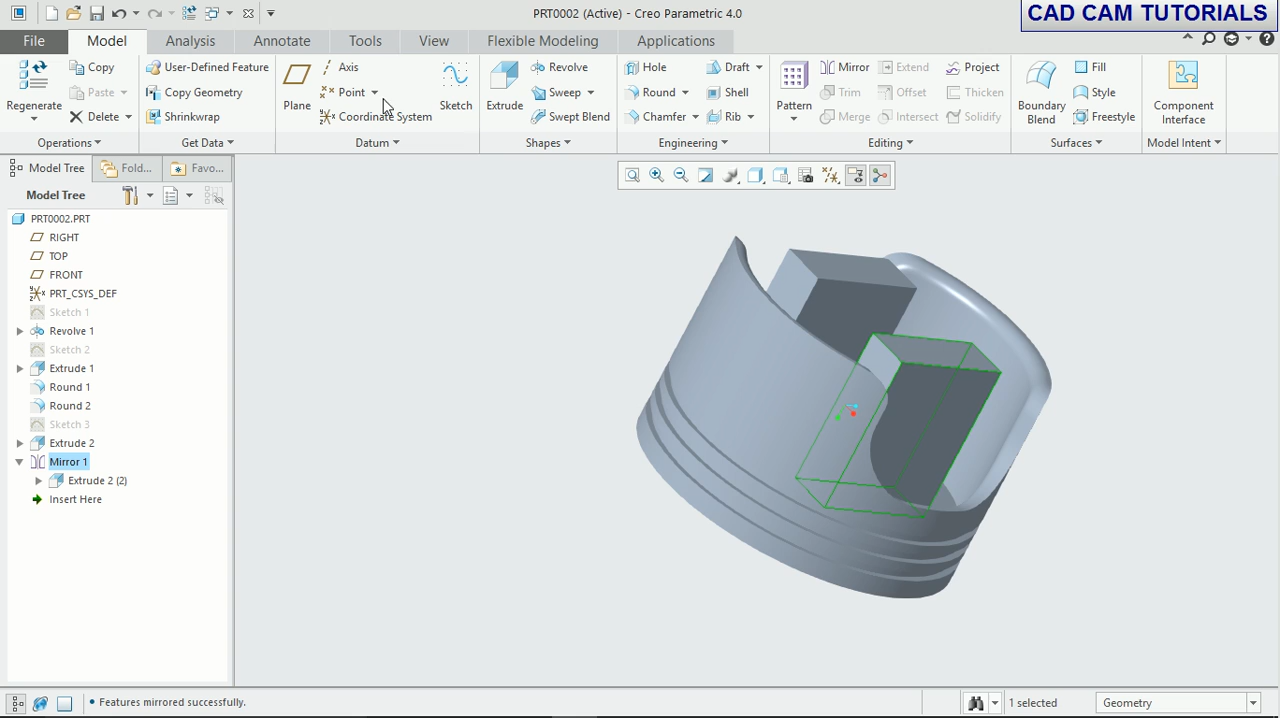 PRT0002 (Active) - Creo Parametric 4.0
CAD CAM TUTORIALS
File Model Analysis Annotate Tools View Flexible Modeling Applications
Regenerate
Copy
Paste
Delete
Operations
User-Defined Feature
Copy Geometry
Shrinkwrap
Get Data
Plane
Axis
Point
Coordinate System
Sketch
Datum
Extrude
Revolve
Sweep
Swept Blend
Shapes
Hole
Round
Chamfer
Draft
Shell
Rib
Engineering
Pattern
Mirror
Trim
Merge
Extend
Offset
Intersect
Project
Thicken
Solidify
Editing
Boundary
Blend
Fill
Style
Freestyle
Surfaces
Component
Interface
Model Intent
Model Tree Fold... Favo...
Model Tree
PRT0002.PRT
RIGHT
TOP
FRONT
PRT_CSYS_DEF
Sketch 1
Revolve 1
Sketch 2
Extrude 1
Round 1
Round 2
Sketch 3
Extrude 2
Mirror 1
Extrude 2 (2)
Insert Here
• Features mirrored successfully.
1 selected
Geometry